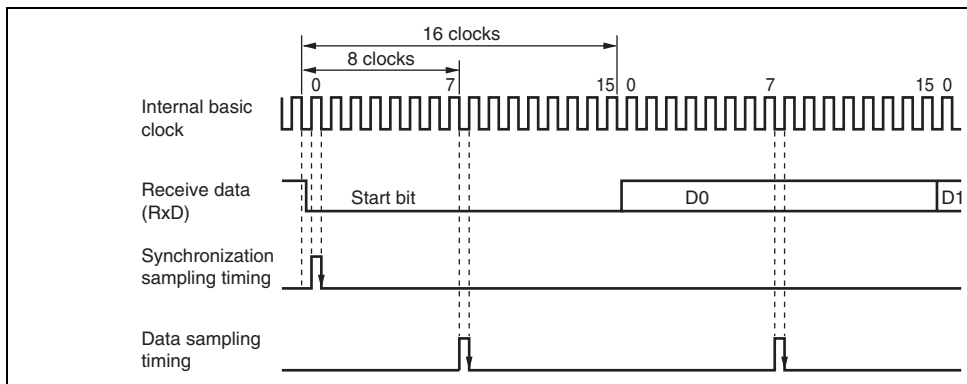 16 clocks
8 clocks
0 7 15 0 7 15 0
Internal basic
clock
Receive data
(RxD)
Start bit D0 D1
Synchronization
sampling timing
Data sampling
timing